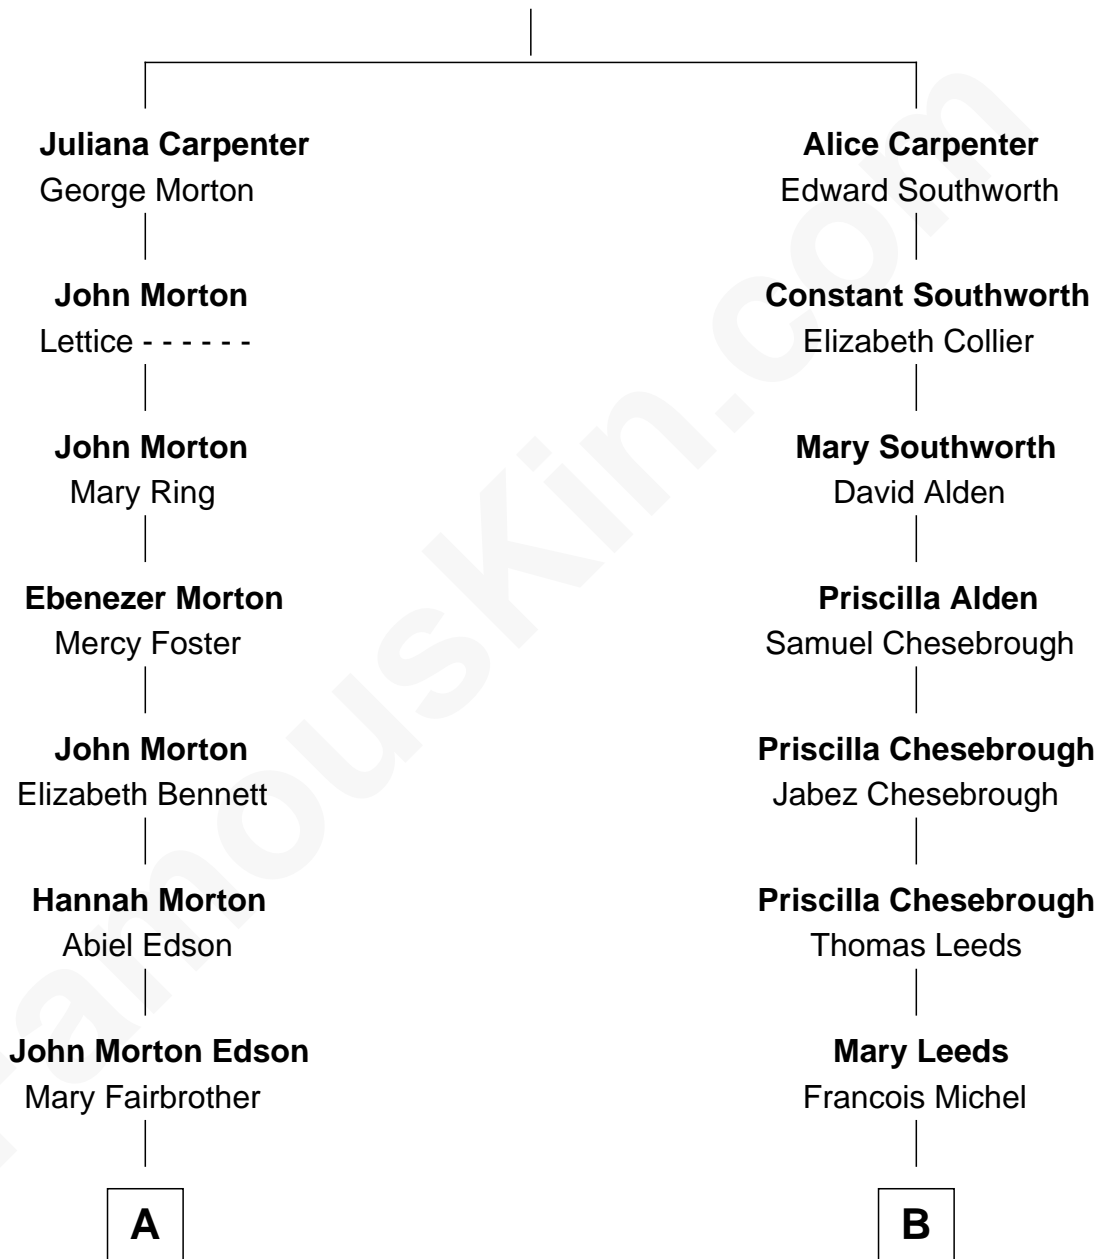 Juliana Carpenter
George Morton
John Morton
Lettice - - - - - -
John Morton
Mary Ring
Ebenezer Morton
Mercy Foster
John Morton
Elizabeth Bennett
Hannah Morton
Abiel Edson
John Morton Edson
Mary Fairbrother
A
Alice Carpenter
Edward Southworth
Constant Southworth
Elizabeth Collier
Mary Southworth
David Alden
Priscilla Alden
Samuel Chesebrough
Priscilla Chesebrough
Jabez Chesebrough
Priscilla Chesebrough
Thomas Leeds
Mary Leeds
Francois Michel
B
famouskin.com